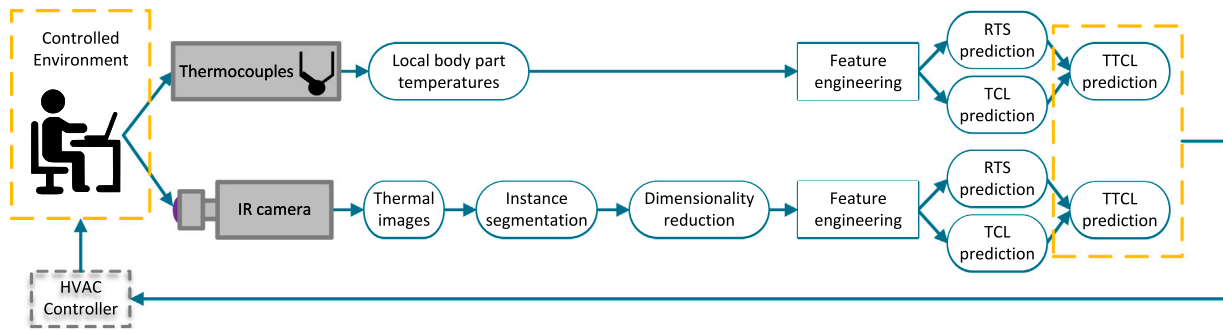 Controlled
Environment
Thermocouples
Local body part
temperatures
Feature
engineering
RTS
prediction
TCL
prediction
TTCL
prediction
IR camera
Thermal
images
Instance
segmentation
Dimensionality
reduction
Feature
engineering
RTS
prediction
TCL
prediction
TTCL
prediction
HVAC
Controller